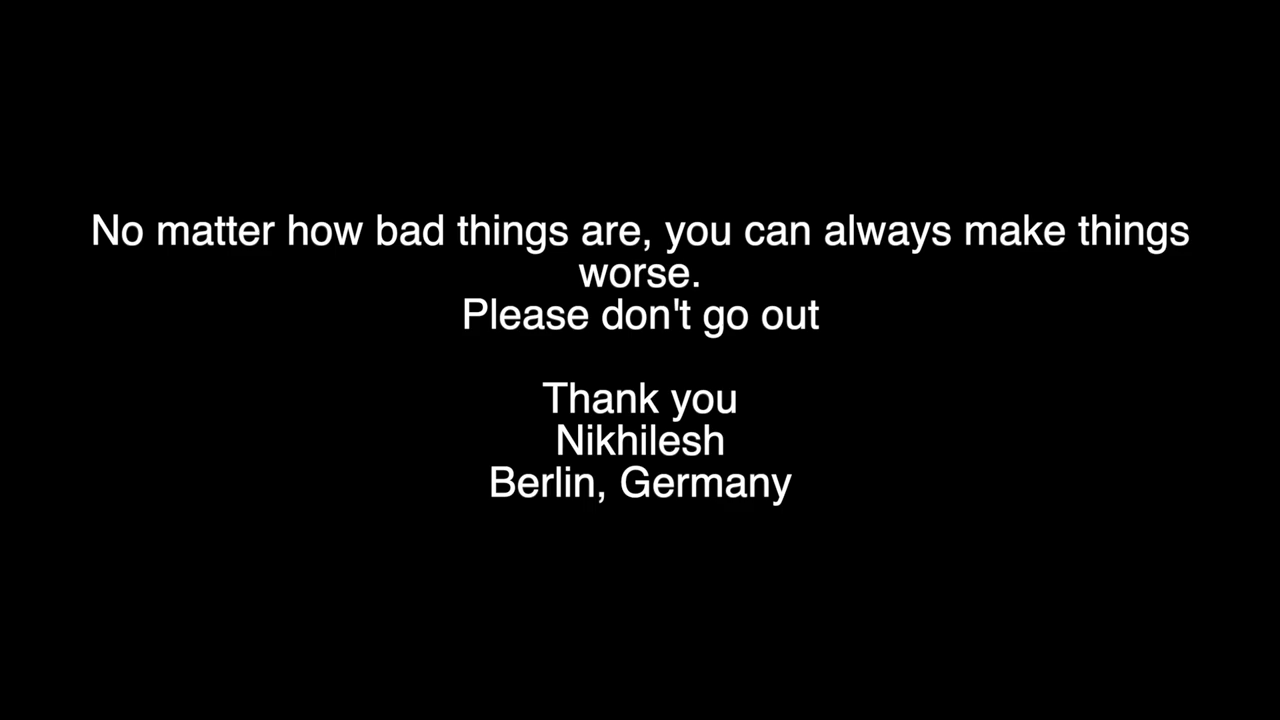 No matter how bad things are, you can always make things
worse.
Please don't go out
Thank you
Nikhilesh
Berlin, Germany